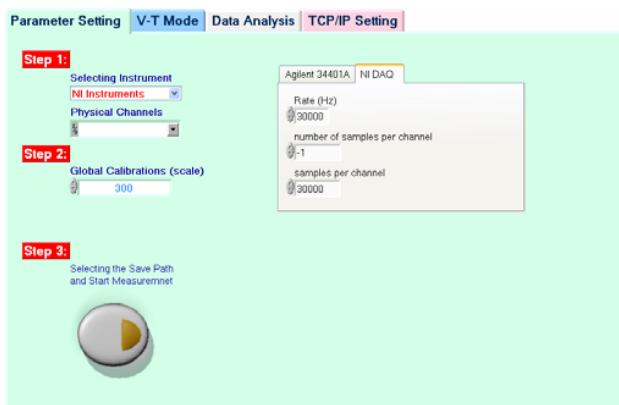 Parameter Setting V-T Mode Data Analysis TCP/IP Setting
Step 1:
Selecting Instrument
NI Instruments
Physical Channels
Step 2:
Global Calibrations (scale)
300
Agilent 34401A NI DAQ
Rate (Hz)
30000
number of samples per channel
-1
samples per channel
30000
Step 3:
Selecting the Save Path
and Start Measuremnet